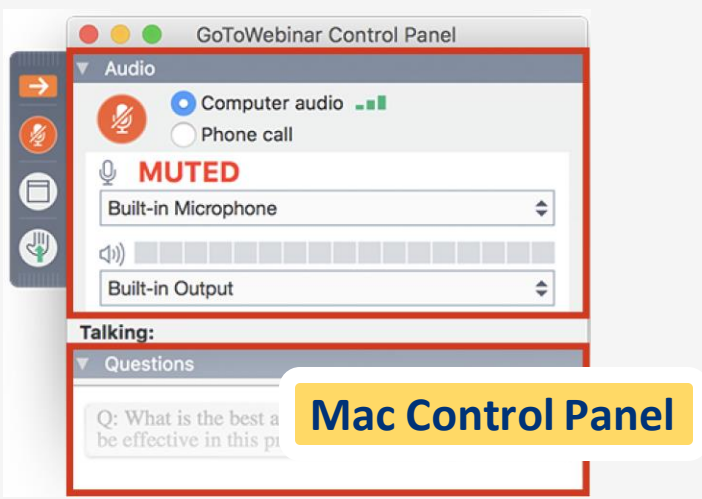 GoToWebinar Control Panel
Audio
Computer audio
Phone call
MUTED
Built-in Microphone
Built-in Output
Talking:
Questions
Q: What is the best a
be effective in this
Mac Control Panel